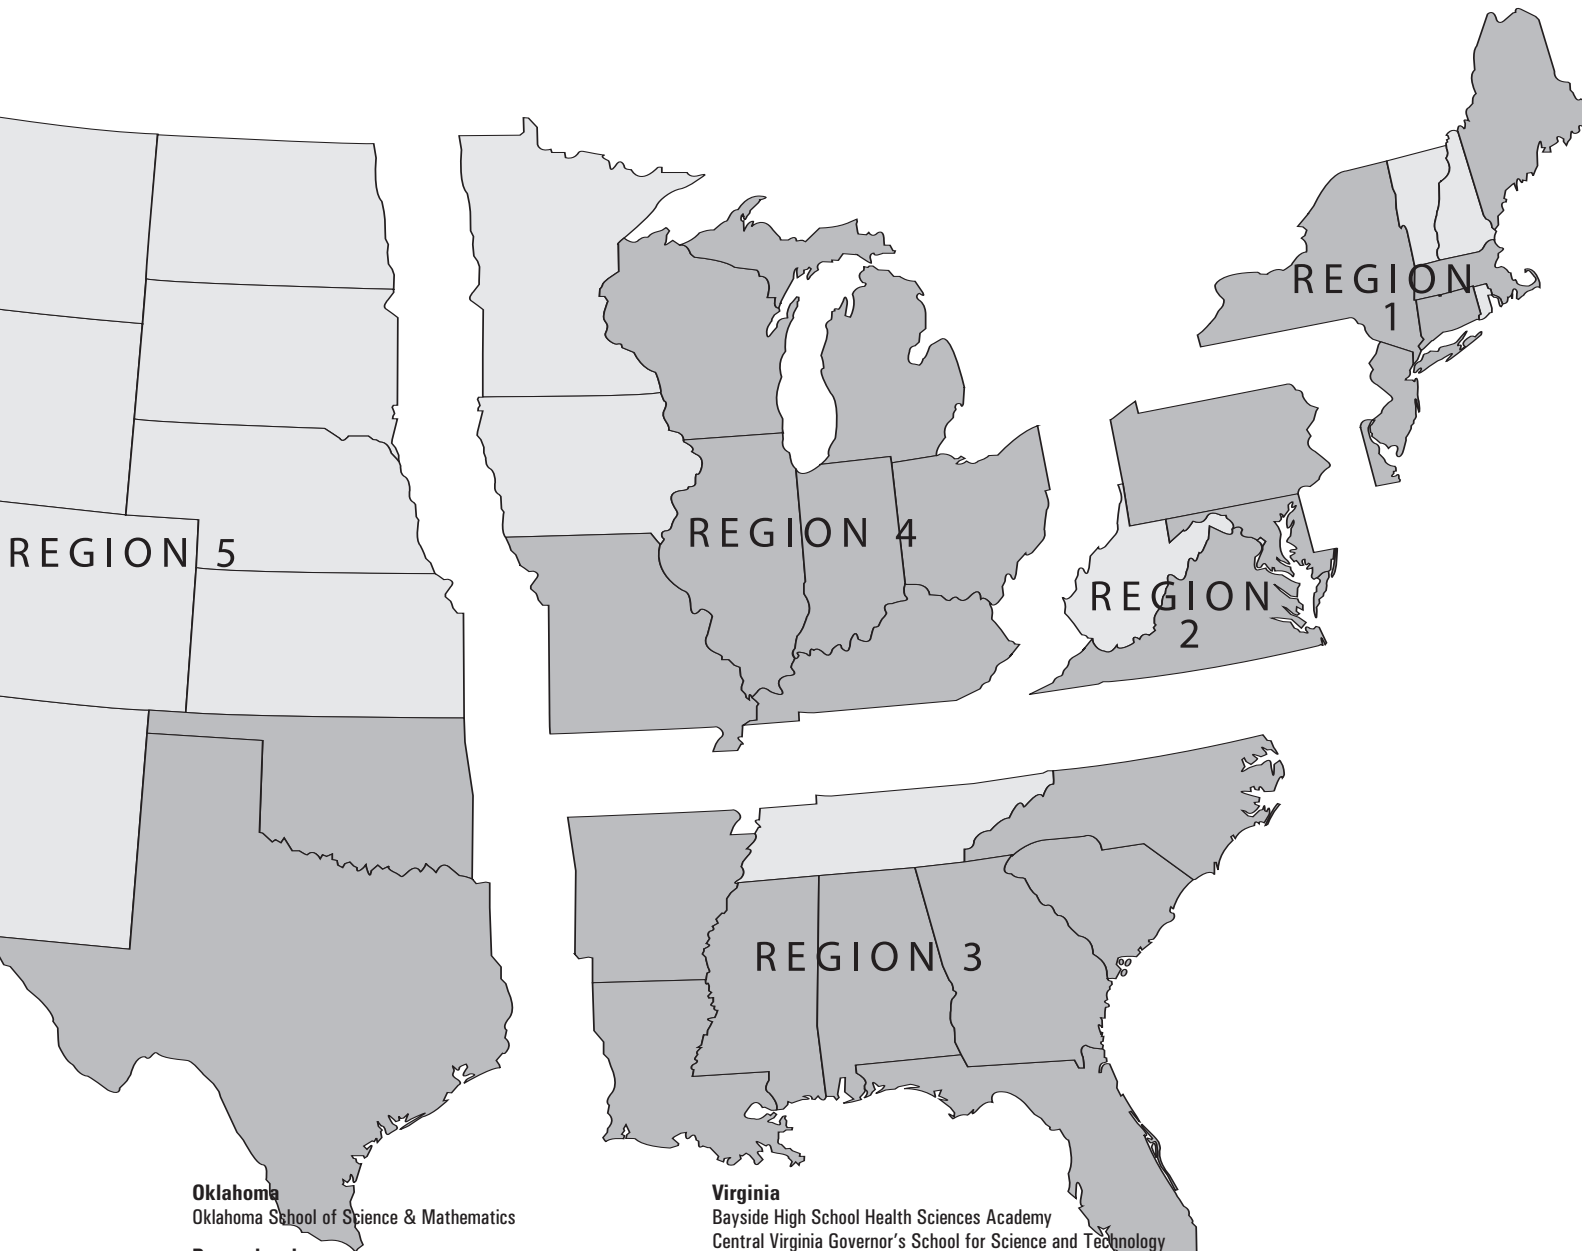 REGION
1
REGION 4
REGION 5
REGION
2
REGION 3
Oklahoma
Oklahoma School of Science & Mathematics
Virginia
Bayside High School Health Sciences Academy
Central Virginia Governor's School for Science and Technology